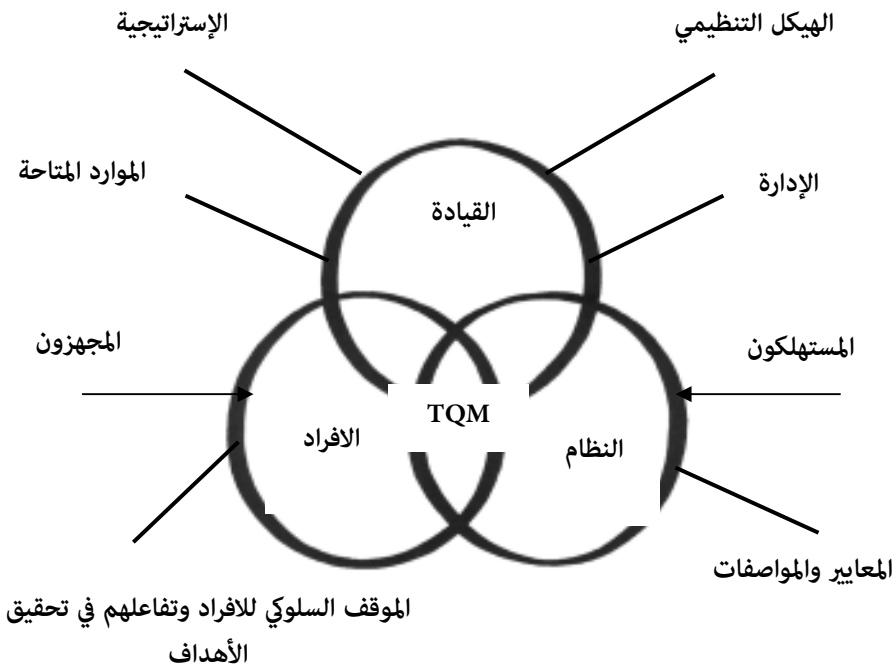 الهيكل التنظيمي
الإستراتيجية
الإدارة
الموارد المتاحة
القيادة
المستهلكون
المجهزون
TQM
النظام
الافراد
المعايير والمواصفات
الموقف السلوكي للافراد وتفاعلهم في تحقيق
الأهداف